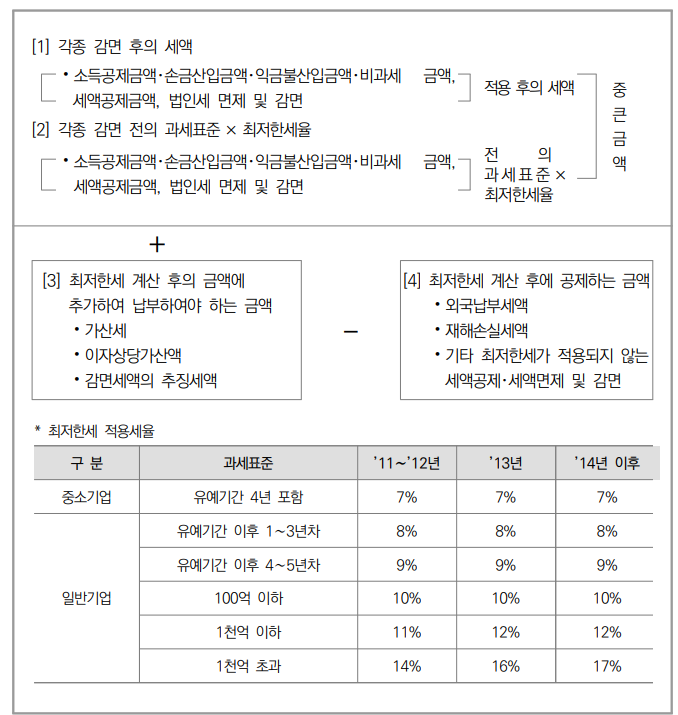 [1] 각종 감면 후의 세액
• 소득공제금액·손금산입금액·익금불산입금액·비과세 금액,
세액공제금액, 법인세 면제 및 감면
적용 후의 세액
[2] 각종 감면 전의 과세표준 × 최저한세율
• 소득공제금액·손금산입금액·익금불산입금액·비과세 금액,
세액공제금액, 법인세 면제 및 감면
전 의
과세표준 ×
최저한세율
중
큰
금
액
+
[3] 최저한세 계산 후의 금액에
추가하여 납부하여야 하는 금액
• 가산세
• 이자상당가산액
• 감면세액의 추징세액
−
[4] 최저한세 계산 후에 공제하는 금액
• 외국납부세액
• 재해손실세액
• 기타 최저한세가 적용되지 않는
세액공제·세액면제 및 감면
* 최저한세 적용세율
구 분 과세표준 ’11～’12년 ’13년 ’14년 이후
중소기업 유예기간 4년 포함 7% 7% 7%
일반기업
유예기간 이후 1～3년차 8% 8% 8%
유예기간 이후 4～5년차 9% 9% 9%
100억 이하 10% 10% 10%
1천억 이하 11% 12% 12%
1천억 초과 14% 16% 17%